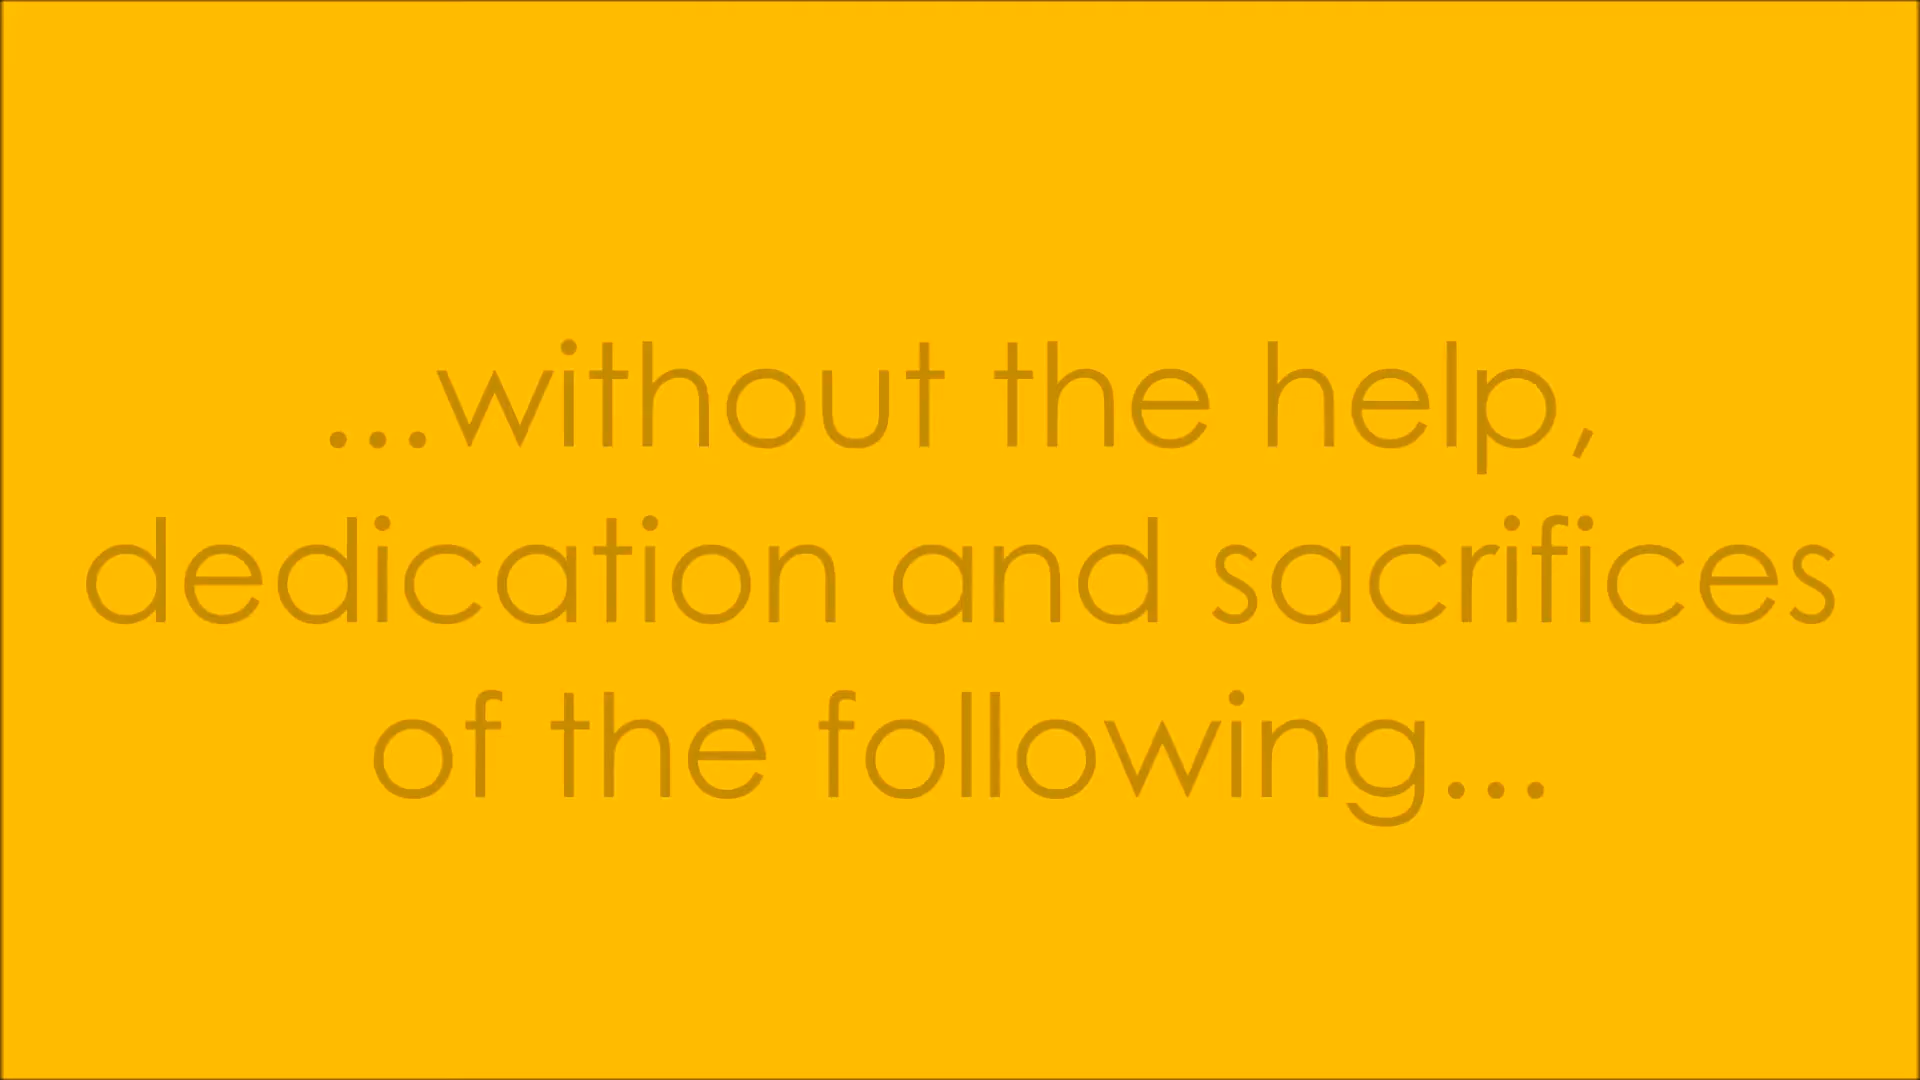 ...without the help,
dedication and sacrifices
of the following...